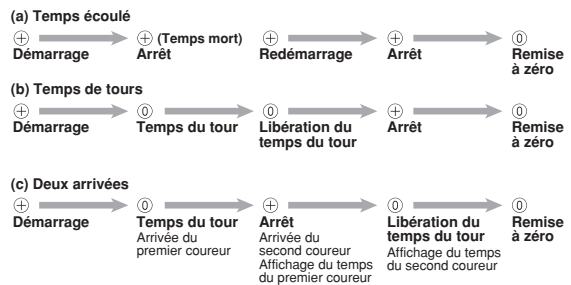 (a) Temps écoulé
⊕ ⊕ (Temps mort) ⊕ ⊕ ⓪
Démarrage Arrêt Redémarrage Arrêt Remise
à zéro
(b) Temps de tours
⊕ ⓪ ⓪ ⊕ ⓪
Démarrage Temps du tour Libération du Arrêt Remise
temps du tour à zéro
(c) Deux arrivées
⊕ ⓪ ⊕ ⓪ ⓪
Démarrage Temps du tour Arrêt Libération du Remise
temps du tour à zéro
Arrivée du Arrivée du Affichage du temps
premier coureur second coureur du second coureur
Affichage du temps
du premier coureur